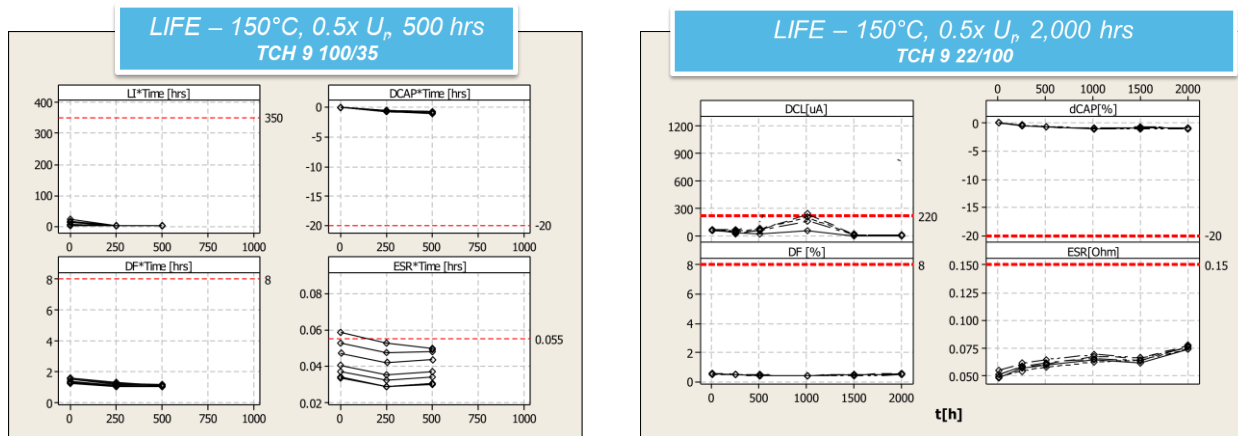 LIFE – 150°C, 0.5x Ur, 500 hrs
TCH 9 100/35
LI*Time [hrs]
400
300
200
100
0
350
0 250 500 750 1000
DCAP*Time [hrs]
0
-5
-10
-15
-20
-20
0 250 500 750 1000
DF*Time [hrs]
8
6
4
2
0
8
0 250 500 750 1000
ESR*Time [hrs]
0.08
0.06
0.04
0.02
0.055
0 250 500 750 1000
LIFE – 150°C, 0.5x Ur, 2,000 hrs
TCH 9 22/100
DCL[uA]
1200
900
600
300
0
220
0 500 1000 1500 2000
dCAP[%]
0
-5
-10
-15
-20
-20
DF [%]
8
6
4
2
0
8
0 500 1000 1500 2000
ESR[Ohm]
0.150
0.125
0.100
0.075
0.050
0.15
t[h]